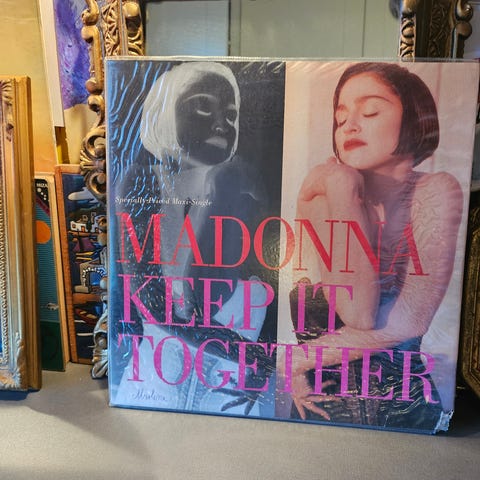 Specially-Priced Maxi-Single
MADONNA
KEEP IT
TOGETHER